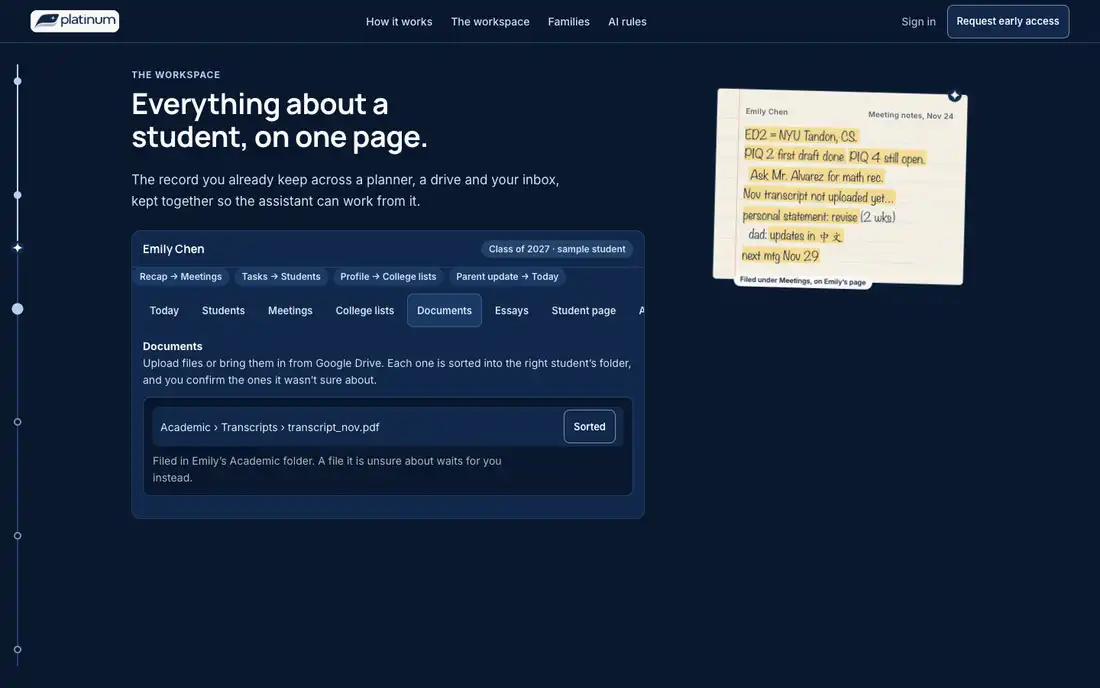 platinum
How it works
The workspace
Families
AI rules
Sign in
Request early access
THE WORKSPACE
Everything about a
student, on one page.
The record you already keep across a planner, a drive and your inbox,
kept together so the assistant can work from it.
Emily Chen
Class of 2027 · sample student
Recap → Meetings
Tasks → Students
Profile → College lists
Parent update → Today
Today
Students
Meetings
College lists
Documents
Essays
Student page
A
Documents
Upload files or bring them in from Google Drive. Each one is sorted into the right student's folder,
and you confirm the ones it wasn't sure about.
Academic › Transcripts › transcript_nov.pdf
Sorted
Filed in Emily's Academic folder. A file it is unsure about waits for you
instead.
Emily Chen
Meeting notes, Nov 24
ED2 = NYU Tandon, CS.
PIQ 2 first draft done. PIQ 4 still open.
Ask Mr. Alvarez for math rec.
Nov transcript not uploaded yet...
personal statement: revise (2 wks)
dad: updates in 中文
next mtg Nov 29
Filed under Meetings, on Emily's page